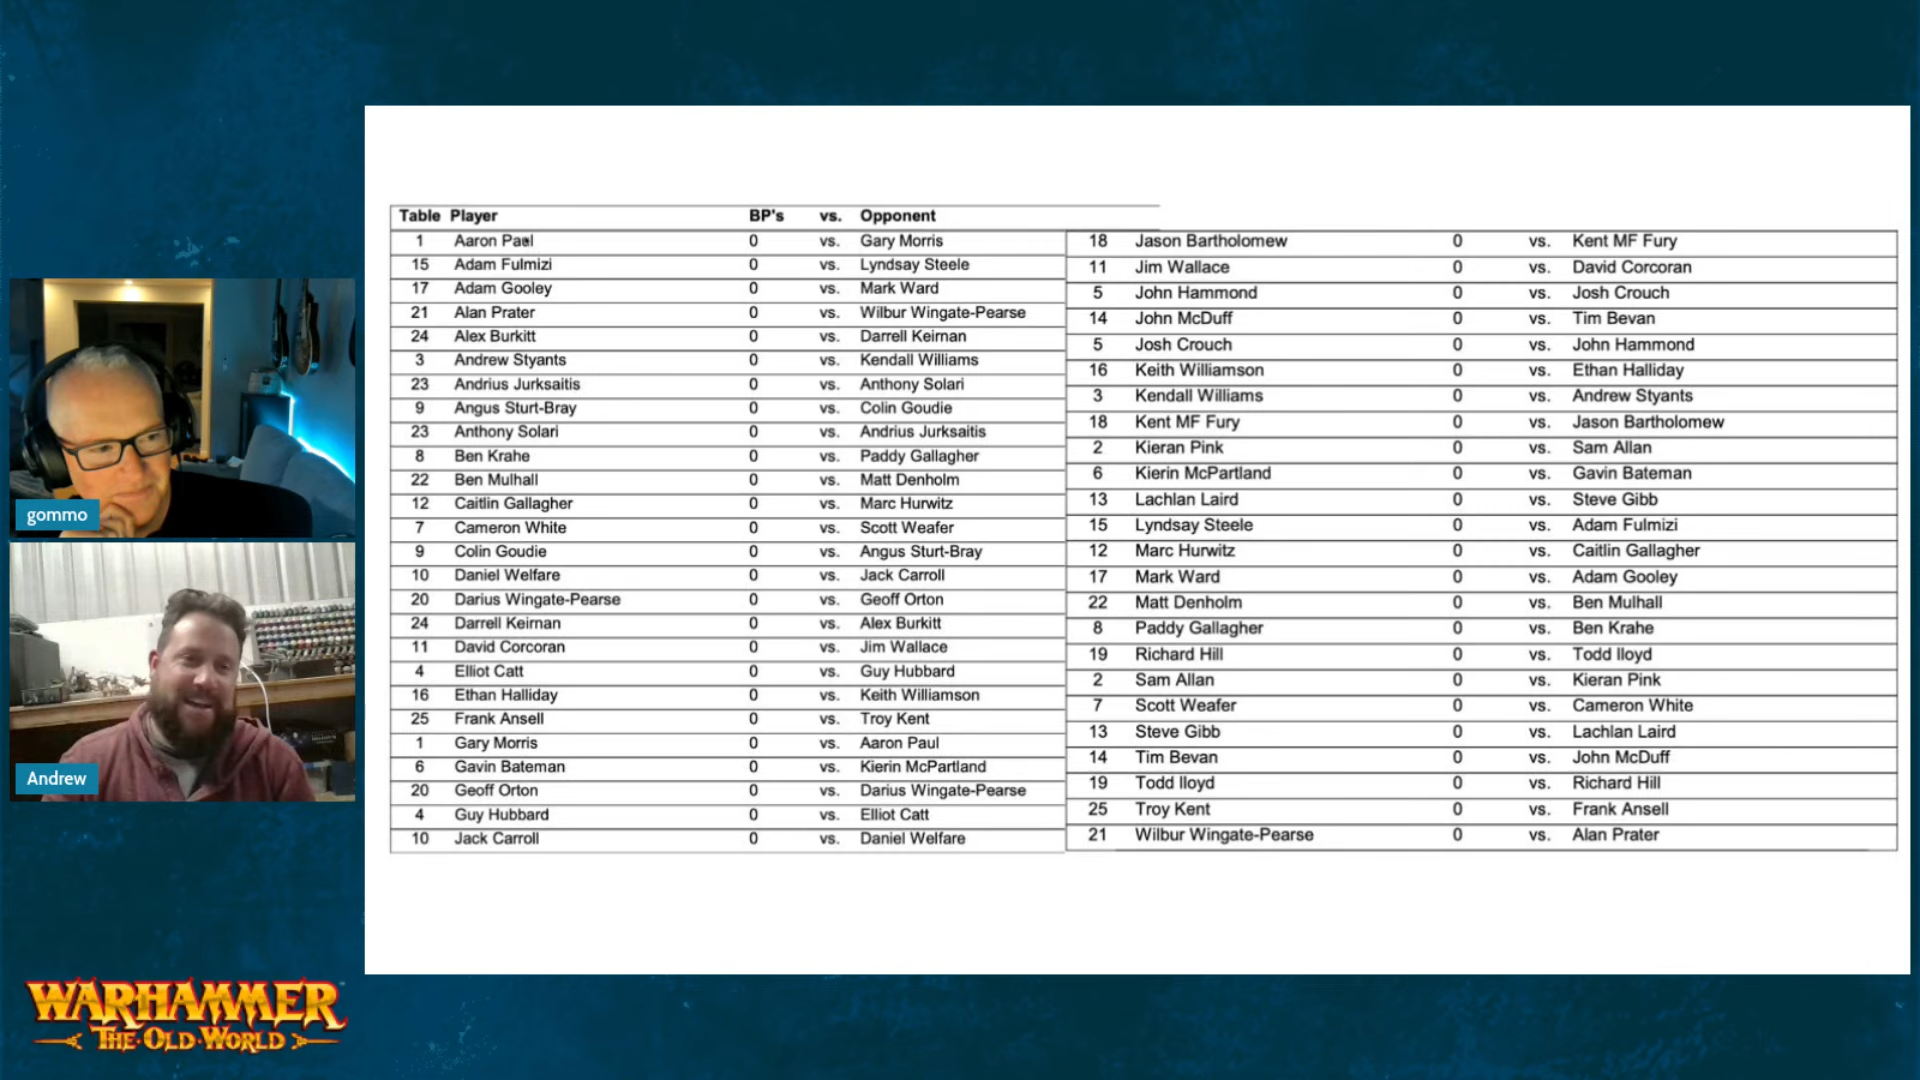 Table Player BP's vs. Opponent
1 Aaron Paul 0 vs. Gary Morris
15 Adam Fulmizi 0 vs. Lyndsay Steele
17 Adam Gooley 0 vs. Mark Ward
21 Alan Prater 0 vs. Wilbur Wingate-Pearse
24 Alex Burkitt 0 vs. Darrell Keirnan
3 Andrew Styants 0 vs. Kendall Williams
23 Andrius Jurksaitis 0 vs. Anthony Solari
9 Angus Sturt-Bray 0 vs. Colin Goudie
23 Anthony Solari 0 vs. Andrius Jurksaitis
8 Ben Krahe 0 vs. Paddy Gallagher
22 Ben Mulhall 0 vs. Matt Denholm
12 Caitlin Gallagher 0 vs. Marc Hurwitz
7 Cameron White 0 vs. Scott Weafer
9 Colin Goudie 0 vs. Angus Sturt-Bray
10 Daniel Welfare 0 vs. Jack Carroll
20 Darius Wingate-Pearse 0 vs. Geoff Orton
24 Darrell Keirnan 0 vs. Alex Burkitt
11 David Corcoran 0 vs. Jim Wallace
4 Elliot Catt 0 vs. Guy Hubbard
16 Ethan Halliday 0 vs. Keith Williamson
25 Frank Ansell 0 vs. Troy Kent
1 Gary Morris 0 vs. Aaron Paul
6 Gavin Bateman 0 vs. Kierin McPartland
20 Geoff Orton 0 vs. Darius Wingate-Pearse
4 Guy Hubbard 0 vs. Elliot Catt
10 Jack Carroll 0 vs. Daniel Welfare
18 Jason Bartholomew 0 vs. Kent MF Fury
11 Jim Wallace 0 vs. David Corcoran
5 John Hammond 0 vs. Josh Crouch
14 John McDuff 0 vs. Tim Bevan
5 Josh Crouch 0 vs. John Hammond
16 Keith Williamson 0 vs. Ethan Halliday
3 Kendall Williams 0 vs. Andrew Styants
18 Kent MF Fury 0 vs. Jason Bartholomew
2 Kieran Pink 0 vs. Sam Allan
6 Kierin McPartland 0 vs. Gavin Bateman
13 Lachlan Laird 0 vs. Steve Gibb
15 Lyndsay Steele 0 vs. Adam Fulmizi
12 Marc Hurwitz 0 vs. Caitlin Gallagher
17 Mark Ward 0 vs. Adam Gooley
22 Matt Denholm 0 vs. Ben Mulhall
8 Paddy Gallagher 0 vs. Ben Krahe
19 Richard Hill 0 vs. Todd lloyd
2 Sam Allan 0 vs. Kieran Pink
7 Scott Weafer 0 vs. Cameron White
13 Steve Gibb 0 vs. Lachlan Laird
14 Tim Bevan 0 vs. John McDuff
19 Todd lloyd 0 vs. Richard Hill
25 Troy Kent 0 vs. Frank Ansell
21 Wilbur Wingate-Pearse 0 vs. Alan Prater
gommo
Andrew
WARHAMMER
THE·OLD·WORLD